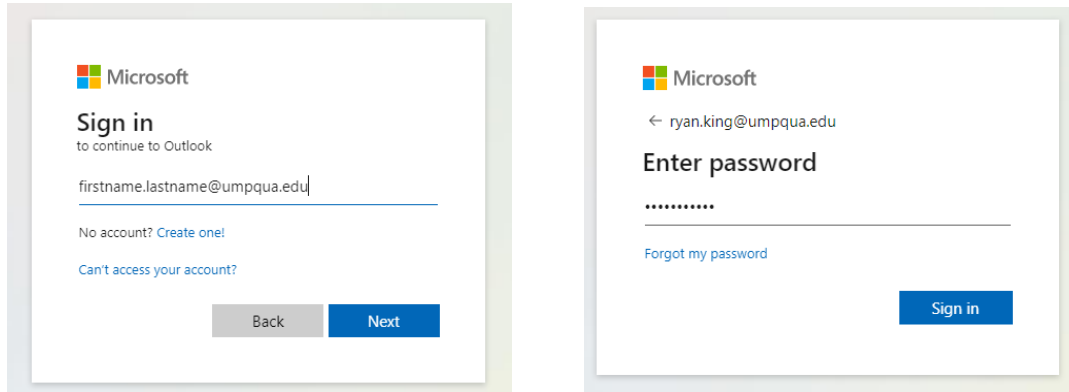 Microsoft
Sign in
to continue to Outlook
firstname.lastname@umpqua.edu
No account? Create one!
Can't access your account?
Back
Next
Microsoft
← ryan.king@umpqua.edu
Enter password
•••••••••••
Forgot my password
Sign in